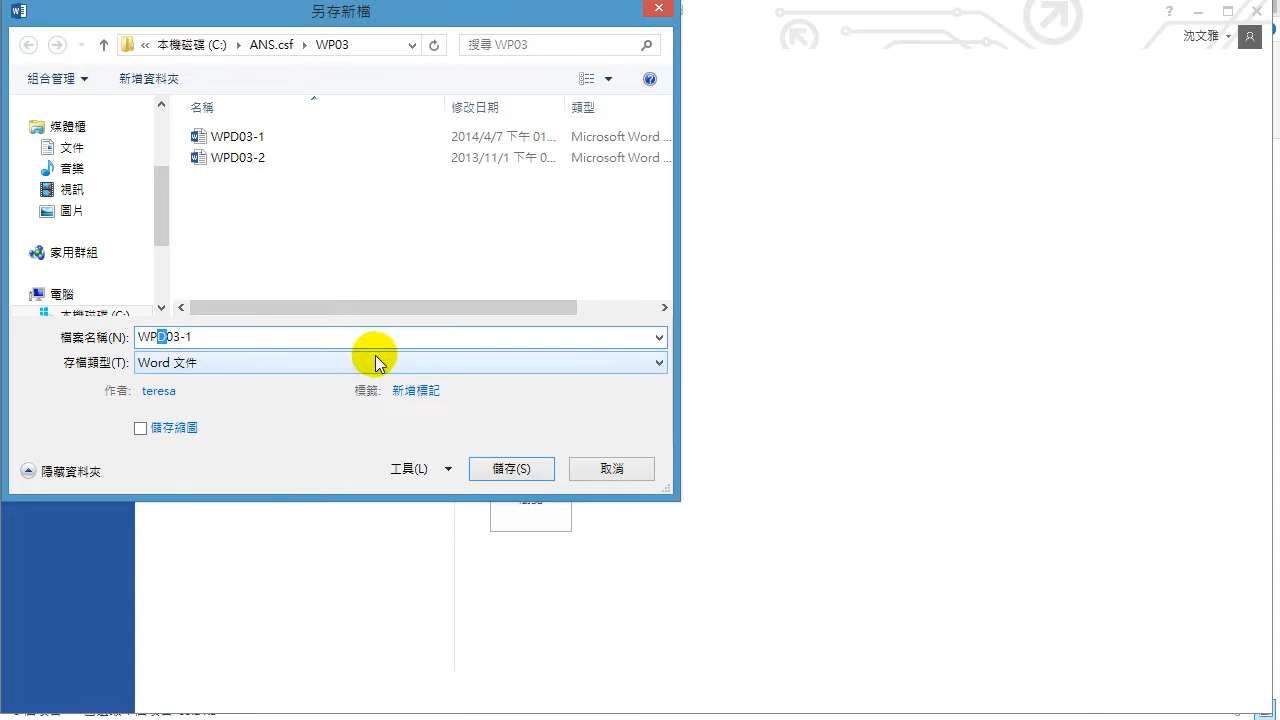 另存新檔
« 本機磁碟 (C:) › ANS.csf › WP03
搜尋 WP03
沈文雅
組合管理
新增資料夾
名稱
修改日期
類型
媒體櫃
文件
音樂
視訊
圖片
家用群組
電腦
本機磁碟 (C:)
WPD03-1
2014/4/7 下午 01...
Microsoft Word ...
WPD03-2
2013/11/1 下午 0...
Microsoft Word ...
檔案名稱(N):
WPD03-1
存檔類型(T):
Word 文件
作者:
teresa
標籤:
新增標記
儲存縮圖
隱藏資料夾
工具(L)
儲存(S)
取消